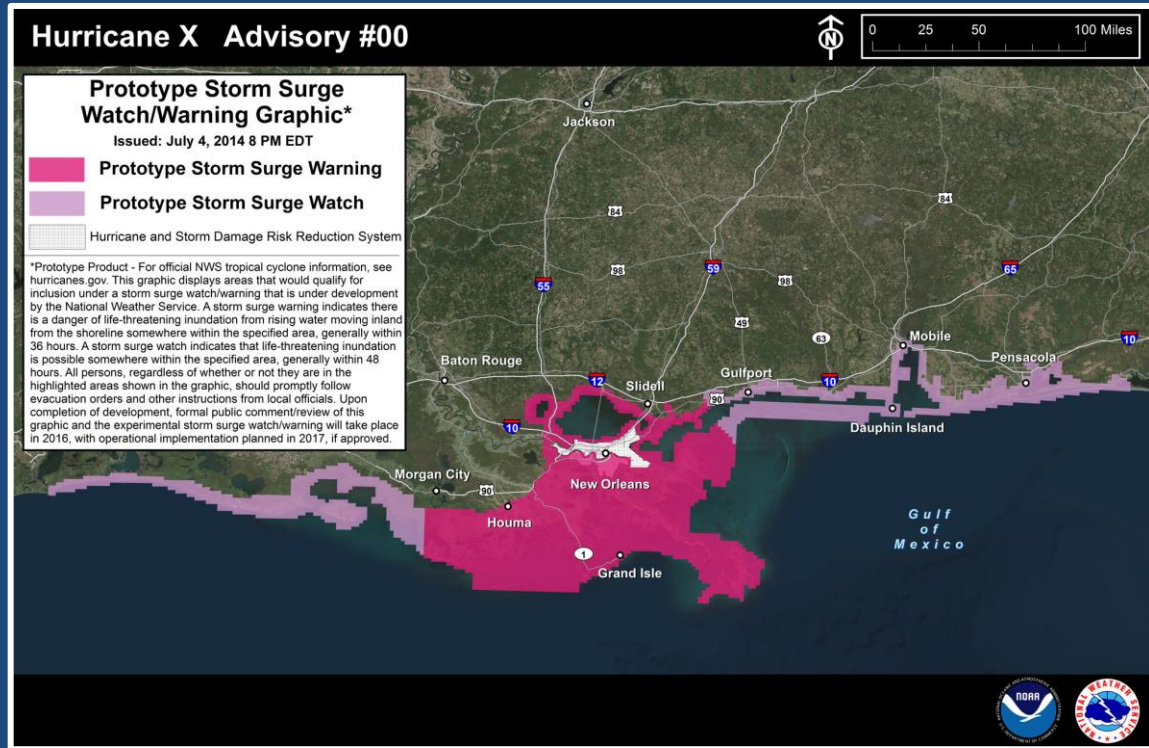 Hurricane X Advisory #00
N
0 25 50 100 Miles
Prototype Storm Surge
Watch/Warning Graphic*
Issued: July 4, 2014 8 PM EDT
Prototype Storm Surge Warning
Prototype Storm Surge Watch
Hurricane and Storm Damage Risk Reduction System
*Prototype Product - For official NWS tropical cyclone information, see
hurricanes.gov. This graphic displays areas that would qualify for
inclusion under a storm surge watch/warning that is under development
by the National Weather Service. A storm surge warning indicates there
is a danger of life-threatening inundation from rising water moving inland
from the shoreline somewhere within the specified area, generally within
36 hours. A storm surge watch indicates that life-threatening inundation
is possible somewhere within the specified area, generally within 48
hours. All persons, regardless of whether or not they are in the
highlighted areas shown in the graphic, should promptly follow
evacuation orders and other instructions from local officials. Upon
completion of development, formal public comment/review of this
graphic and the experimental storm surge watch/warning will take place
in 2016, with operational implementation planned in 2017, if approved.
Jackson
84
84
98
59
65
55
98
49
63
Mobile
10
Baton Rouge
Pensacola
12
Slidell
Gulfport
10
90
10
Dauphin Island
Morgan City
90
New Orleans
Houma
Gulf
of
Mexico
1
Grand Isle
NOAA
NATIONAL WEATHER
SERVICE